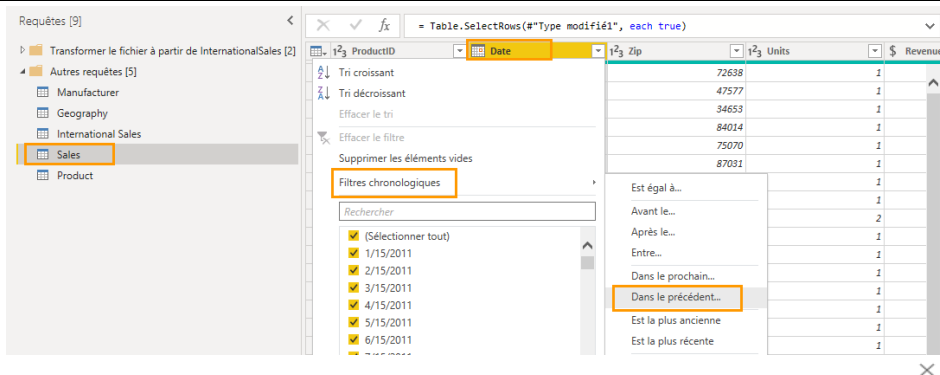 Requêtes [9]
= Table.SelectRows(#"Type modifié1", each true)
Transformer le fichier à partir de InternationalSales [2]
Autres requêtes [5]
Manufacturer
Geography
International Sales
Sales
Product
1²3 ProductID
Date
1²3 Zip
1²3 Units
$ Revenue
Tri croissant
Tri décroissant
Effacer le tri
Effacer le filtre
Supprimer les éléments vides
Filtres chronologiques
Rechercher
(Sélectionner tout)
1/15/2011
2/15/2011
3/15/2011
4/15/2011
5/15/2011
6/15/2011
72638 1
47577 1
34653 1
84014 1
75070 1
87031 1
1
1
2
1
1
1
1
1
1
1
Est égal à...
Avant le...
Après le...
Entre...
Dans le prochain...
Dans le précédent...
Est la plus ancienne
Est la plus récente